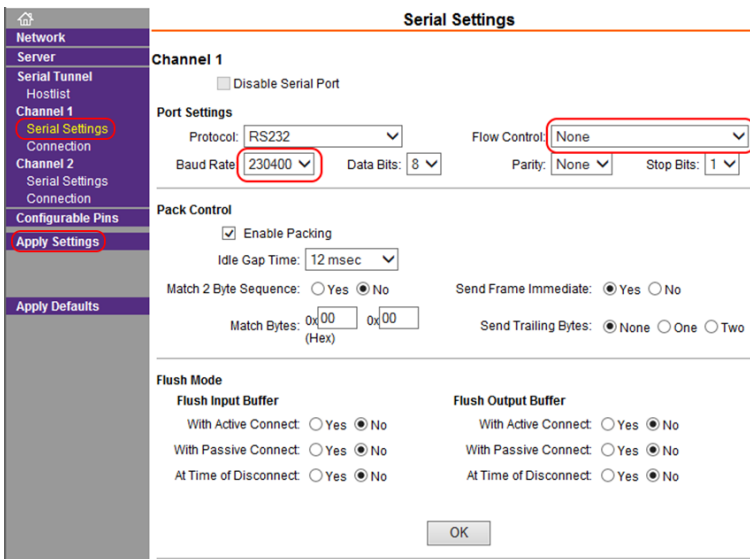 Serial Settings
Network
Server
Serial Tunnel
Hostlist
Channel 1
Serial Settings
Connection
Channel 2
Serial Settings
Connection
Configurable Pins
Apply Settings
Apply Defaults
Channel 1
Disable Serial Port
Port Settings
Protocol: RS232 Flow Control: None
Baud Rate: 230400 Data Bits: 8 Parity: None Stop Bits: 1
Pack Control
Enable Packing
Idle Gap Time: 12 msec
Match 2 Byte Sequence: Yes No Send Frame Immediate: Yes No
Match Bytes: 0x 00 0x 00 Send Trailing Bytes: None One Two
(Hex)
Flush Mode
Flush Input Buffer Flush Output Buffer
With Active Connect: Yes No With Active Connect: Yes No
With Passive Connect: Yes No With Passive Connect: Yes No
At Time of Disconnect: Yes No At Time of Disconnect: Yes No
OK